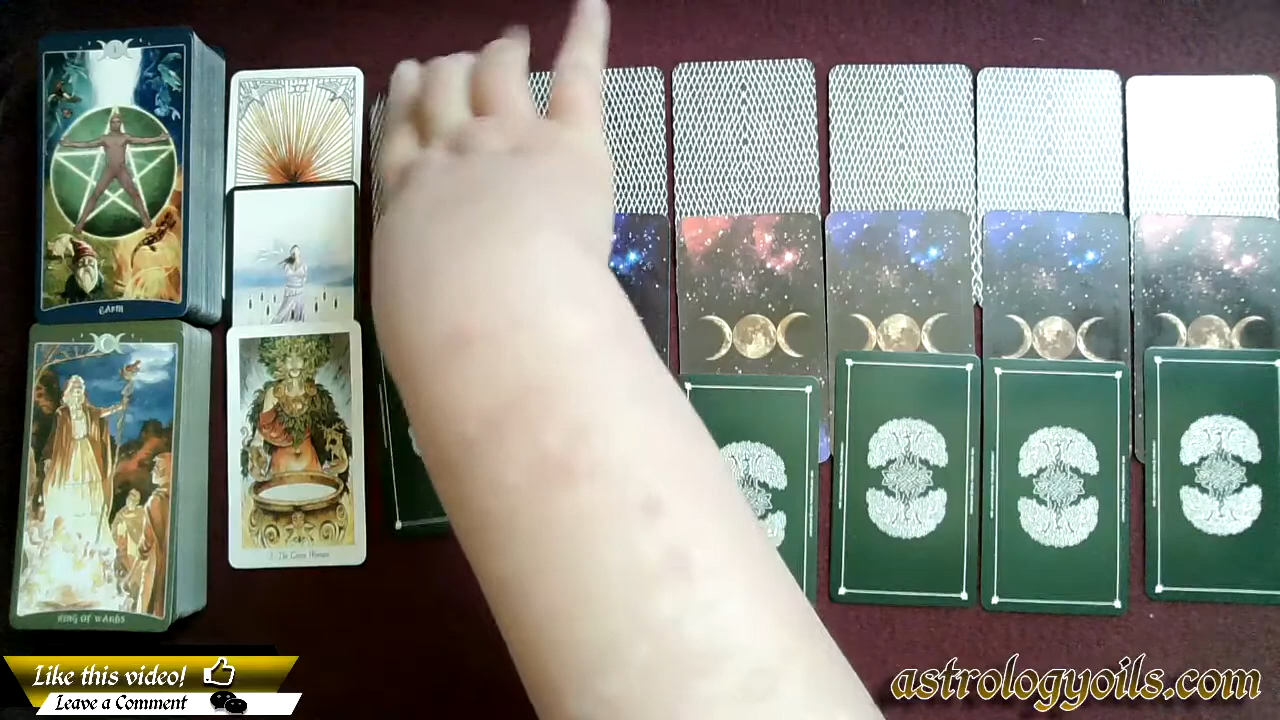 I
EARTH
KING OF WANDS
3. The Green Woman
Like this video!
Leave a Comment
astrologyoils.com